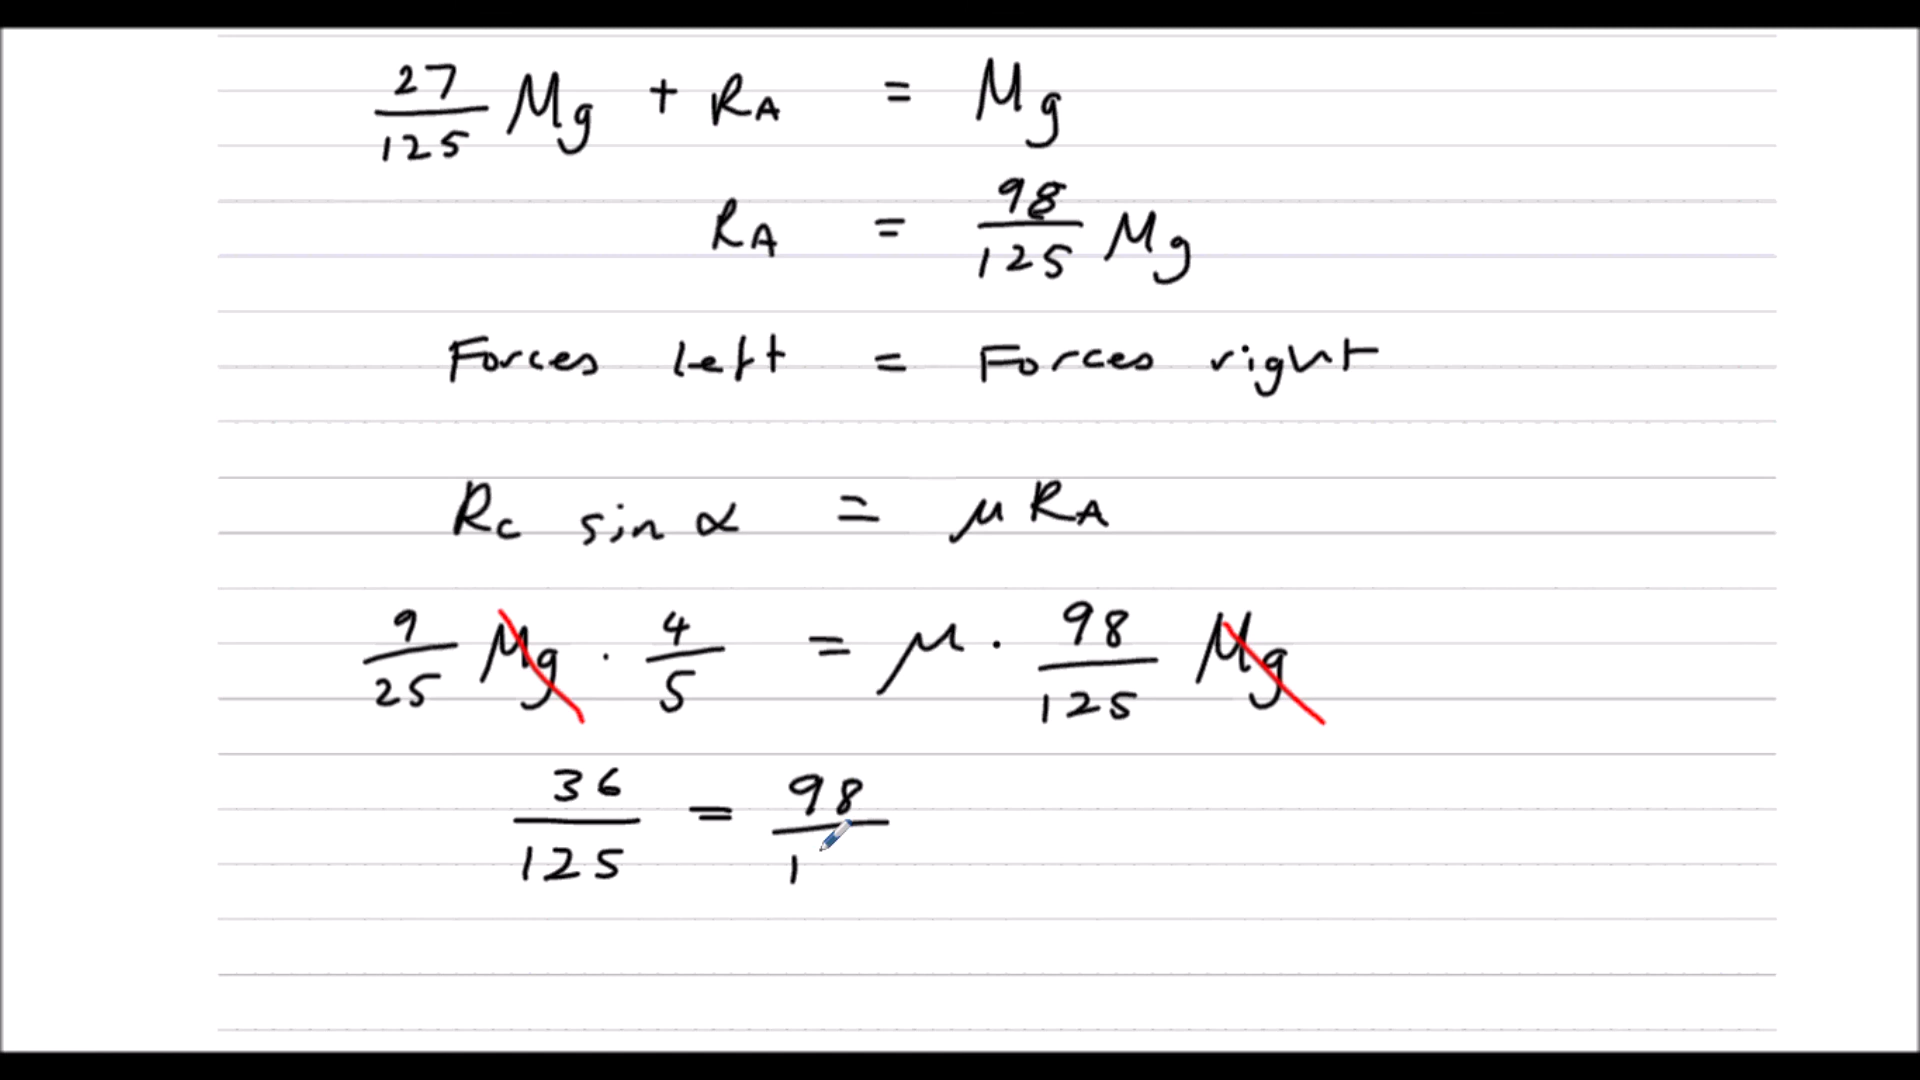 27/125 Mg + R_A = Mg
R_A = 98/125 Mg
Forces left = Forces right
R_C sin α = μ R_A
9/25 Mg · 4/5 = μ · 98/125 Mg
36/125 = 98/1